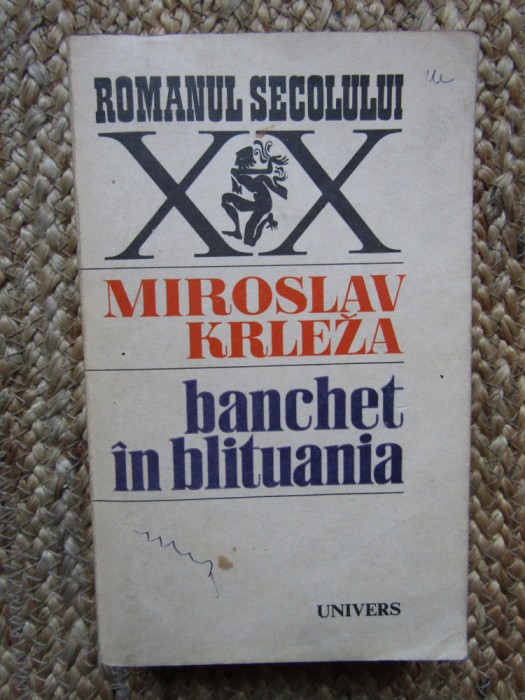 ROMANUL SECOLULUI
XX
MIROSLAV
KRLEŽA
banchet
în blituania
UNIVERS